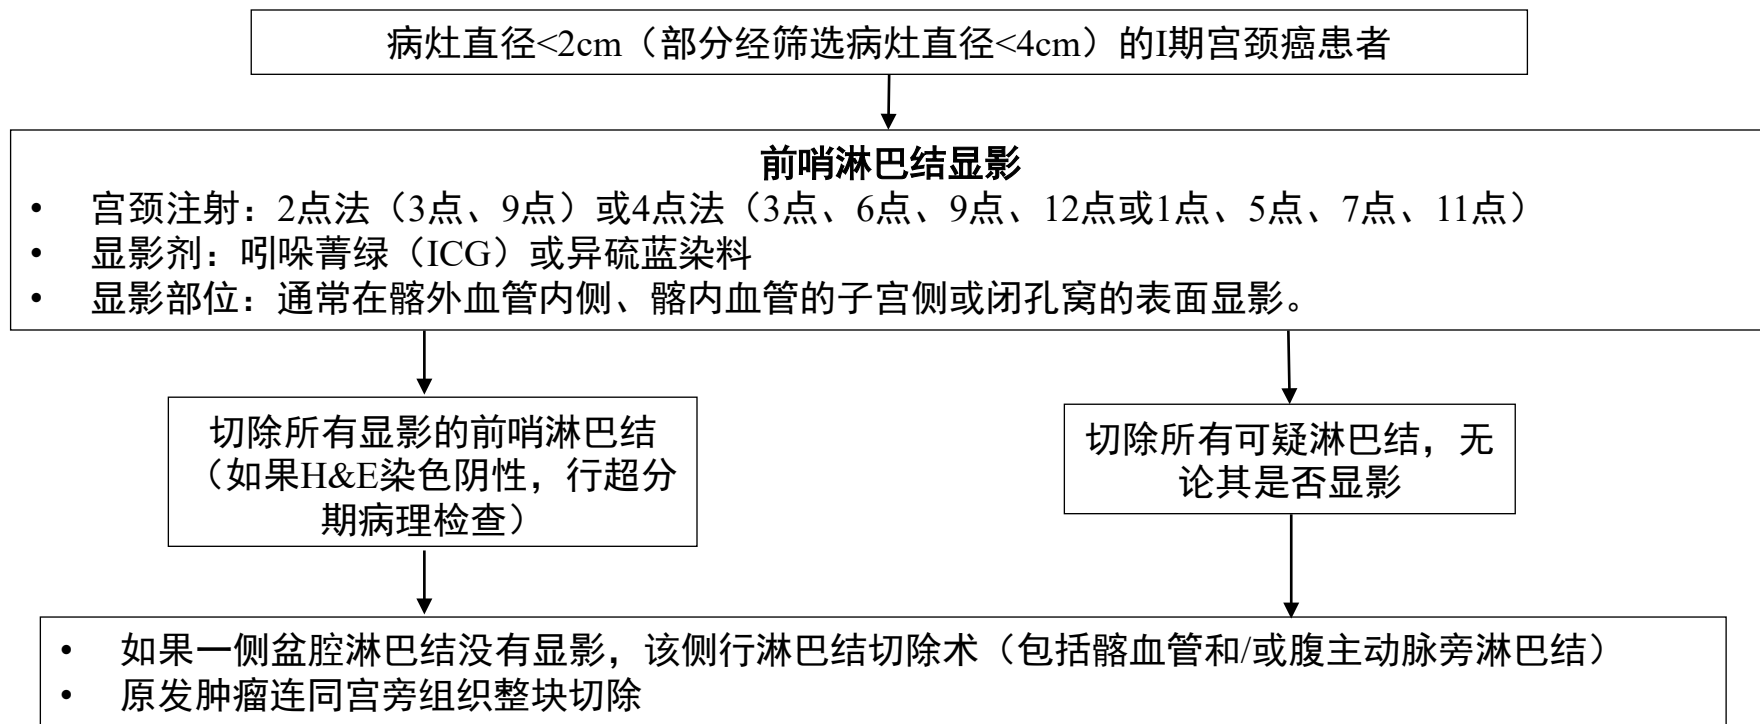 病灶直径<2cm（部分经筛选病灶直径<4cm）的I期宫颈癌患者
前哨淋巴结显影
• 宫颈注射：2点法（3点、9点）或4点法（3点、6点、9点、12点或1点、5点、7点、11点）
• 显影剂：吲哚菁绿（ICG）或异硫蓝染料
• 显影部位：通常在髂外血管内侧、髂内血管的子宫侧或闭孔窝的表面显影。
切除所有显影的前哨淋巴结
（如果H&E染色阴性，行超分
期病理检查）
切除所有可疑淋巴结，无
论其是否显影
• 如果一侧盆腔淋巴结没有显影，该侧行淋巴结切除术（包括髂血管和/或腹主动脉旁淋巴结）
• 原发肿瘤连同宫旁组织整块切除